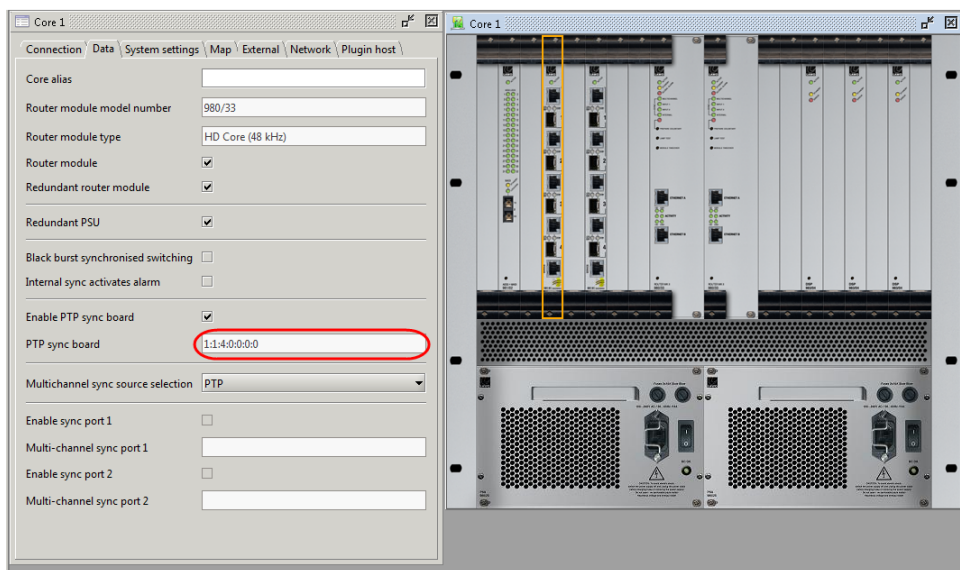 Core 1
Connection Data System settings Map External Network Plugin host
Core alias
Router module model number 980/33
Router module type HD Core (48 kHz)
Router module
Redundant router module
Redundant PSU
Black burst synchronised switching
Internal sync activates alarm
Enable PTP sync board
PTP sync board 1:1:4:0:0:0:0
Multichannel sync source selection PTP
Enable sync port 1
Multi-channel sync port 1
Enable sync port 2
Multi-channel sync port 2
Core 1